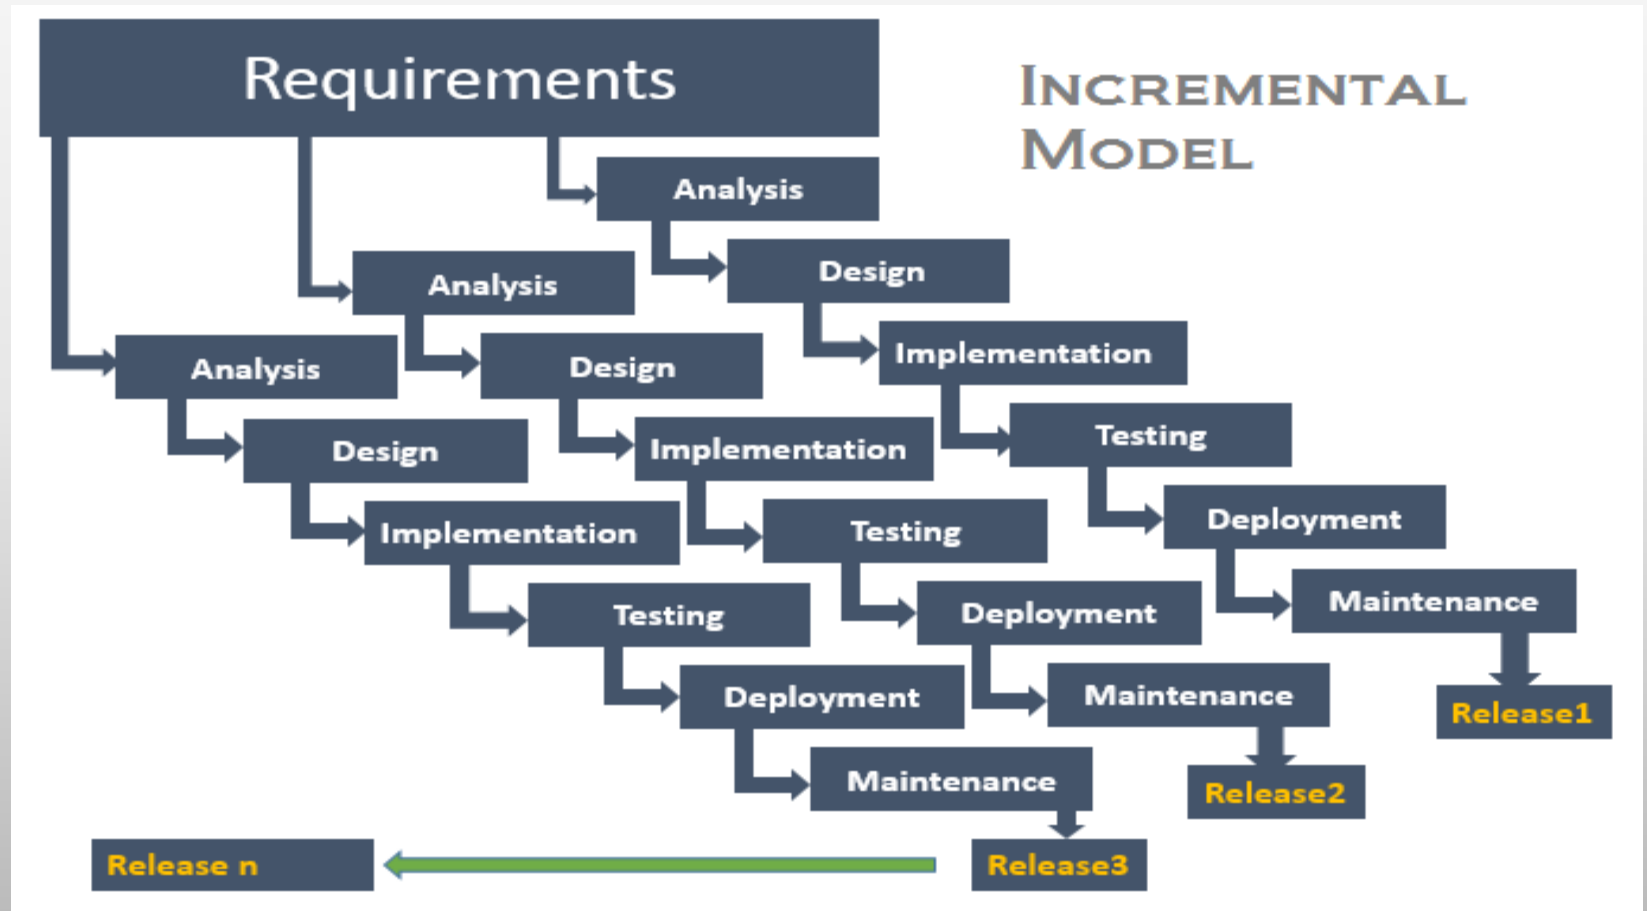 Requirements
INCREMENTAL
MODEL
Analysis
Design
Implementation
Testing
Deployment
Maintenance
Release1
Analysis
Design
Implementation
Testing
Deployment
Maintenance
Release2
Analysis
Design
Implementation
Testing
Deployment
Maintenance
Release3
Release n